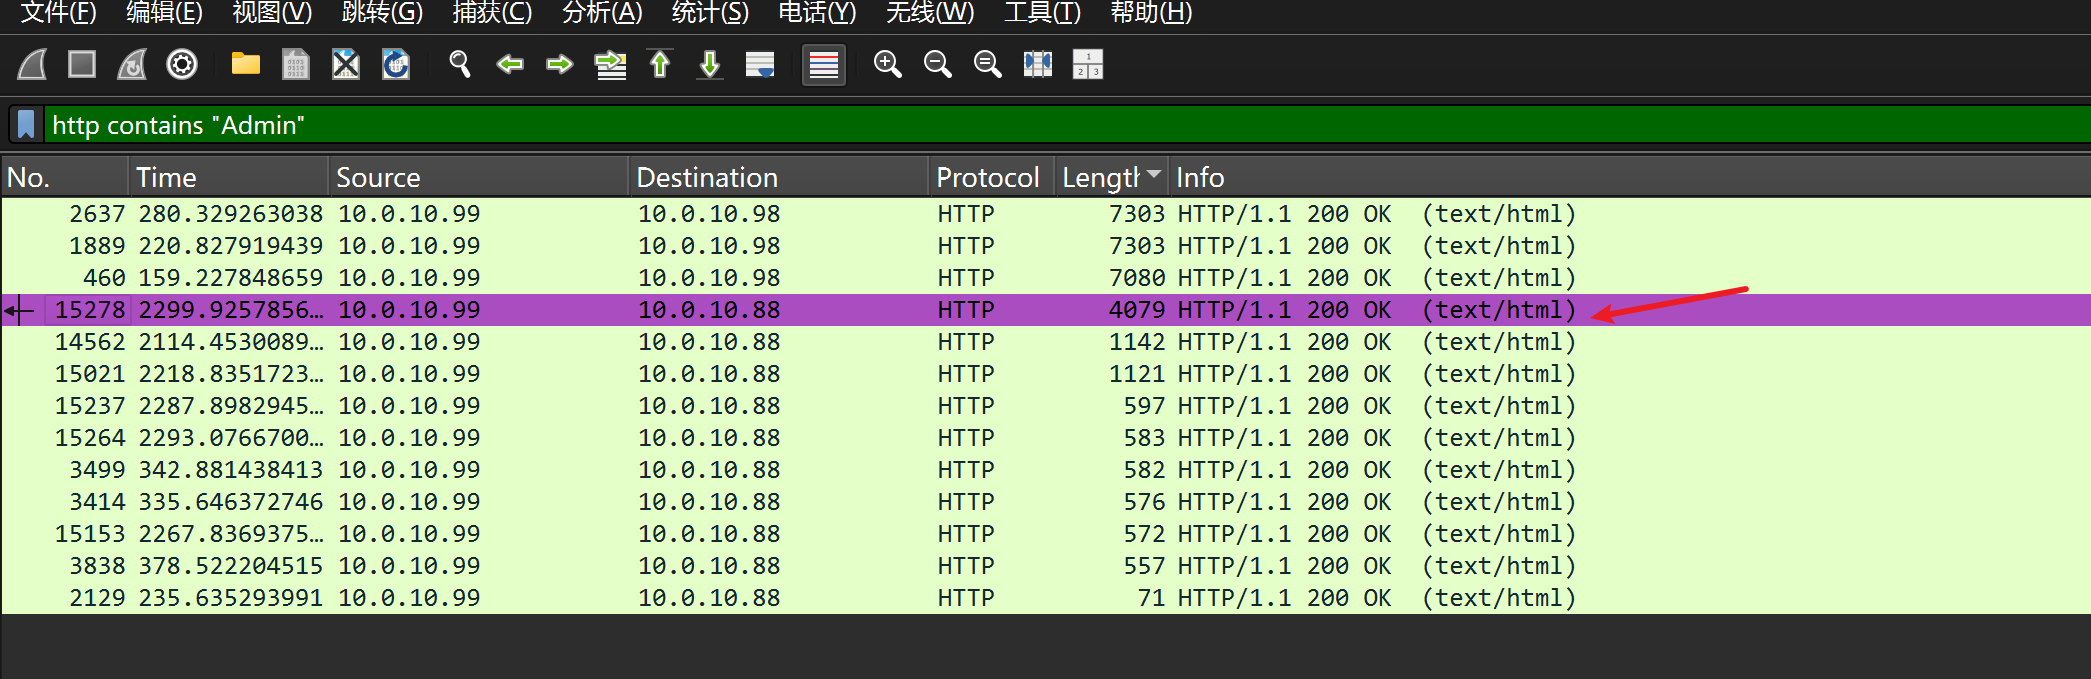 文件(F) 编辑(E) 视图(V) 跳转(G) 捕获(C) 分析(A) 统计(S) 电话(Y) 无线(W) 工具(T) 帮助(H)
http contains "Admin"
No. Time Source Destination Protocol Length Info
2637 280.329263038 10.0.10.99 10.0.10.98 HTTP 7303 HTTP/1.1 200 OK (text/html)
1889 220.827919439 10.0.10.99 10.0.10.98 HTTP 7303 HTTP/1.1 200 OK (text/html)
460 159.227848659 10.0.10.99 10.0.10.98 HTTP 7080 HTTP/1.1 200 OK (text/html)
15278 2299.9257856… 10.0.10.99 10.0.10.88 HTTP 4079 HTTP/1.1 200 OK (text/html)
14562 2114.4530089… 10.0.10.99 10.0.10.88 HTTP 1142 HTTP/1.1 200 OK (text/html)
15021 2218.8351723… 10.0.10.99 10.0.10.88 HTTP 1121 HTTP/1.1 200 OK (text/html)
15237 2287.8982945… 10.0.10.99 10.0.10.88 HTTP 597 HTTP/1.1 200 OK (text/html)
15264 2293.0766700… 10.0.10.99 10.0.10.88 HTTP 583 HTTP/1.1 200 OK (text/html)
3499 342.881438413 10.0.10.99 10.0.10.88 HTTP 582 HTTP/1.1 200 OK (text/html)
3414 335.646372746 10.0.10.99 10.0.10.88 HTTP 576 HTTP/1.1 200 OK (text/html)
15153 2267.8369375… 10.0.10.99 10.0.10.88 HTTP 572 HTTP/1.1 200 OK (text/html)
3838 378.522204515 10.0.10.99 10.0.10.88 HTTP 557 HTTP/1.1 200 OK (text/html)
2129 235.635293991 10.0.10.99 10.0.10.88 HTTP 71 HTTP/1.1 200 OK (text/html)